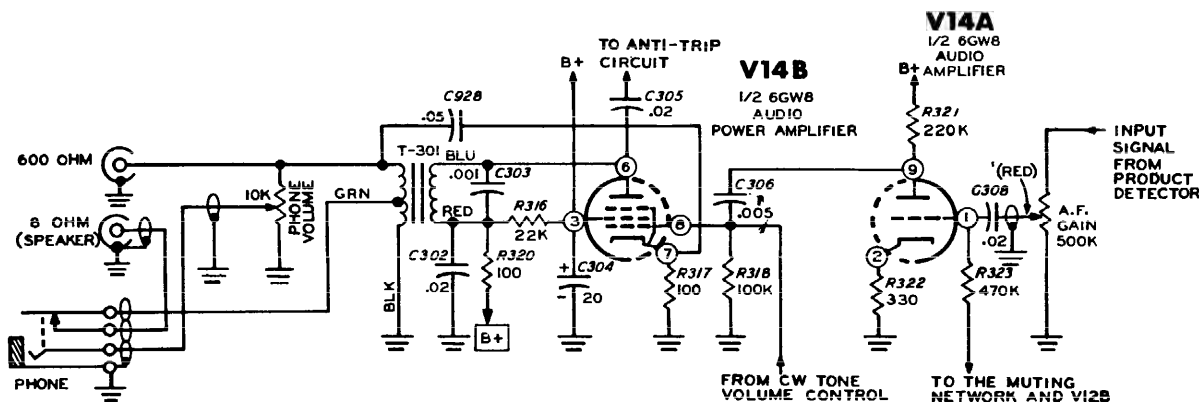 V14A
1/2 6GW8
AUDIO
AMPLIFIER
B+
TO ANTI-TRIP
CIRCUIT
B+
V14B
1/2 6GW8
AUDIO
POWER AMPLIFIER
C928
.05
C305
.02
R321
220K
INPUT
SIGNAL
FROM
PRODUCT
DETECTOR
600 OHM
T-301
BLU
.001
C303
6
9
C306
.005
(RED)
C308
.02
1
A.F.
GAIN
500K
10K
PHONE
VOLUME
GRN
RED
R316
22K
3
8
8 OHM
(SPEAKER)
7
2
C302
.02
R320
100
+
C304
-
20
R317
100
R318
100K
R322
330
R323
470K
BLK
B+
PHONE
FROM CW TONE
VOLUME CONTROL
TO THE MUTING
NETWORK AND V12B